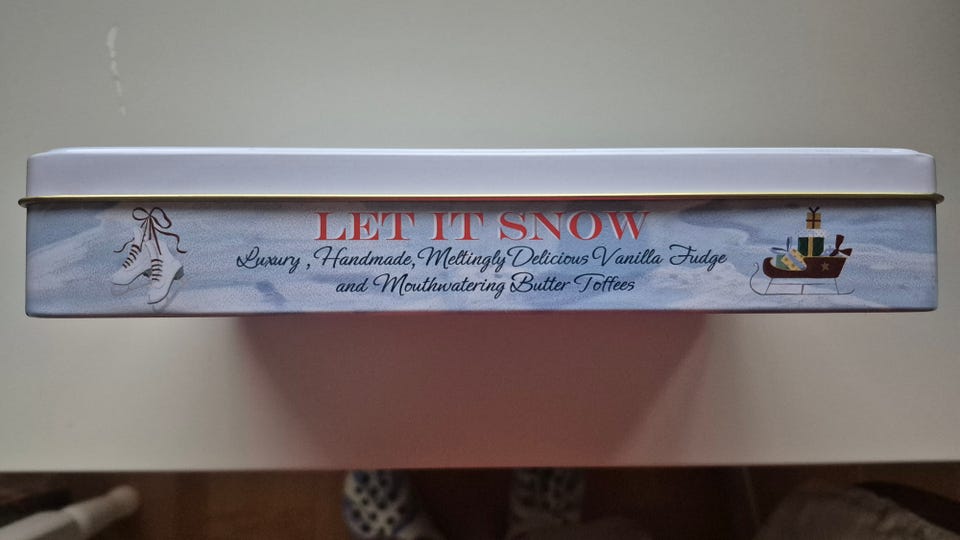 LET IT SNOW
Luxury , Handmade, Meltingly Delicious Vanilla Fudge
and Mouthwatering Butter Toffees